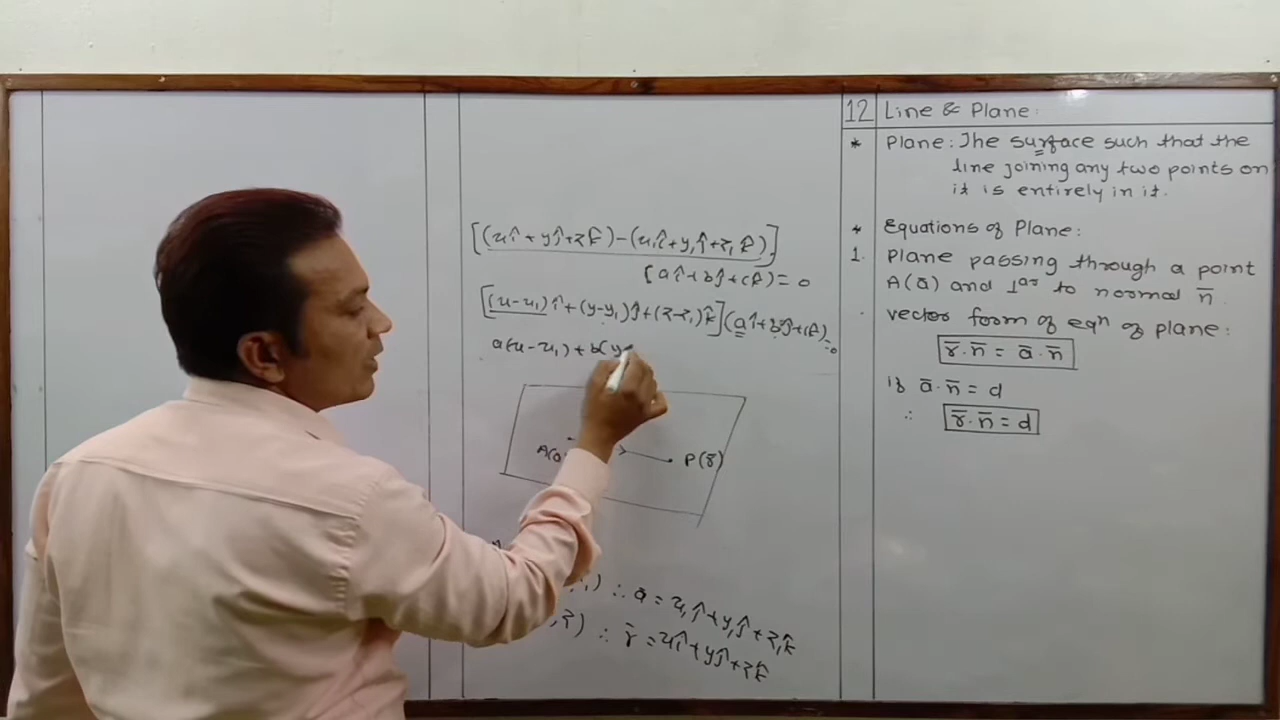 [(xî+yĵ+zk̂)-(x₁î+y₁ĵ+z₁k̂)]
(aî+bĵ+ck̂)=0
[(x-x₁)î+(y-y₁)ĵ+(z-z₁)k̂](aî+bĵ+ck̂)
=0
a(x-x₁)+b(y
A(a
P(r̄)
∴ ā = x₁î+y₁ĵ+z₁k̂
,z) ∴ r̄ = xî+yĵ+zk̂
12 Line & Plane:
* Plane: The surface such that the
line joining any two points on
it is entirely in it.
* Equations of Plane:
1. Plane passing through a point
A(ā) and ⊥ar to normal n̄.
vector form of eqn of plane:
r̄.n̄ = ā.n̄
if ā.n̄ = d
∴ r̄.n̄ = d